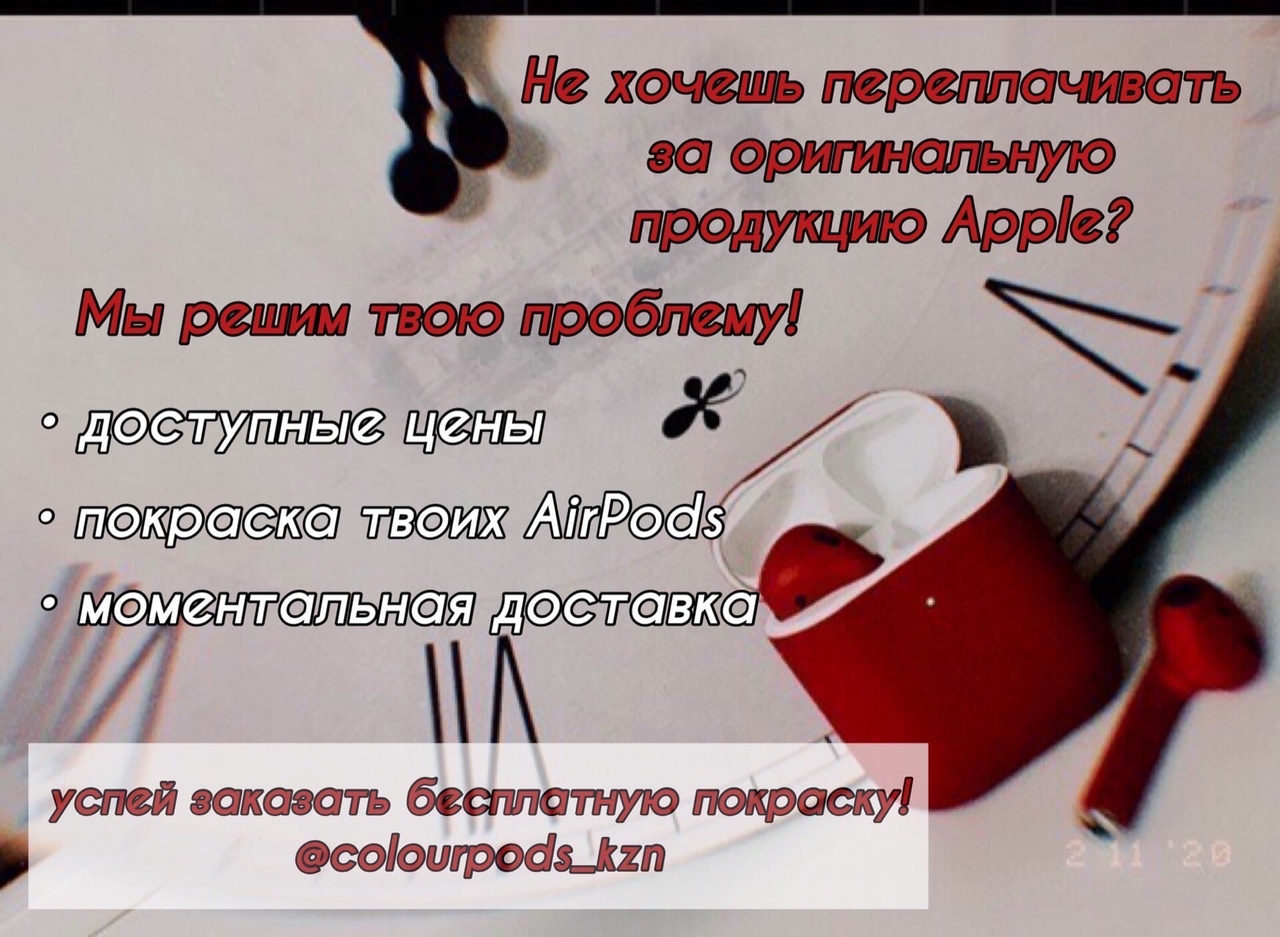 Не хочешь переплачивать
за оригинальную
продукцию Apple?
Мы решим твою проблему!
• доступные цены
• покраска твоих AirPods
• моментальная доставка
успей заказать бесплатную покраску!
@colourpods_kzn
2 11 '20